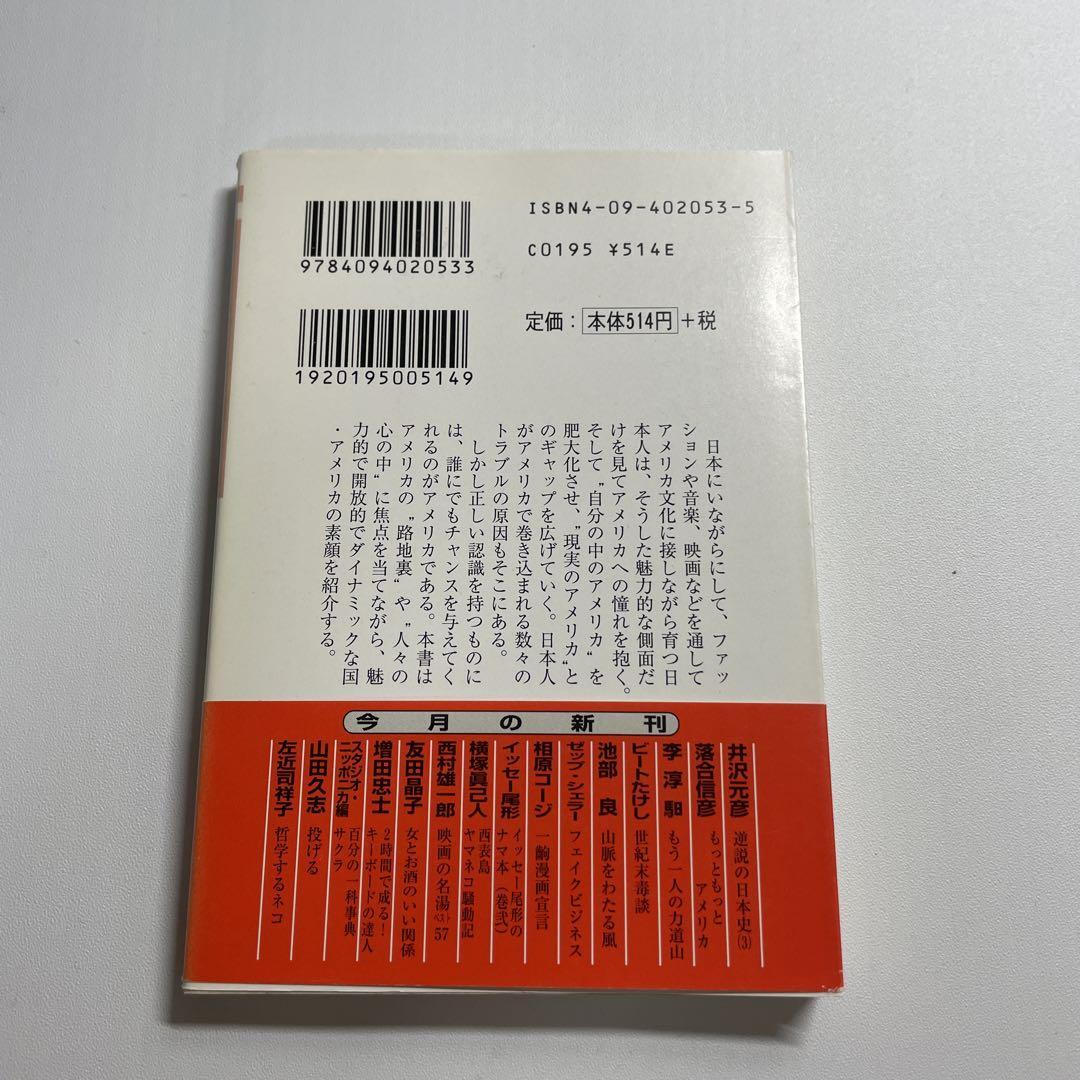 9784094020533
ISBN4-09-402053-5
C0195 ¥514E
1920195005149
定価：本体514円＋税
日本にいながらにして、ファッ
ションや音楽、映画などを通して
アメリカ文化に接しながら育つ日
本人は、そうした魅力的な側面だ
けを見てアメリカへの憧れを抱く。
そして〝自分の中のアメリカ〟を
肥大化させ、〝現実のアメリカ〟と
のギャップを広げていく。日本人
がアメリカで巻き込まれる数々の
トラブルの原因もそこにある。
しかし正しい認識を持つものに
は、誰にでもチャンスを与えてく
れるのがアメリカである。本書は
アメリカの〝路地裏〟や〝人々の
心の中〟に焦点を当てながら、魅
力的で開放的でダイナミックな国
・アメリカの素顔を紹介する。
今月の新刊
井沢元彦 逆説の日本史(3)
落合信彦 もっともっとアメリカ
李淳馹 もう一人の力道山
ビートたけし 世紀末毒談
池部 良 山脈をわたる風
ゼップ・シェラー フェイクビジネス
相原コージ 一齣漫画宣言
イッセー尾形 イッセー尾形のナマ本（巻弐）
横塚眞己人 西表島ヤマネコ騒動記
西村雄一郎 映画の名湯ベスト57
友田晶子 女とお酒のいい関係
増田忠士 2時間で成る！キーボードの達人
スタジオ・ニッポニカ編 百分の一科事典 サクラ
山田久志 投げる
左近司祥子 哲学するネコ